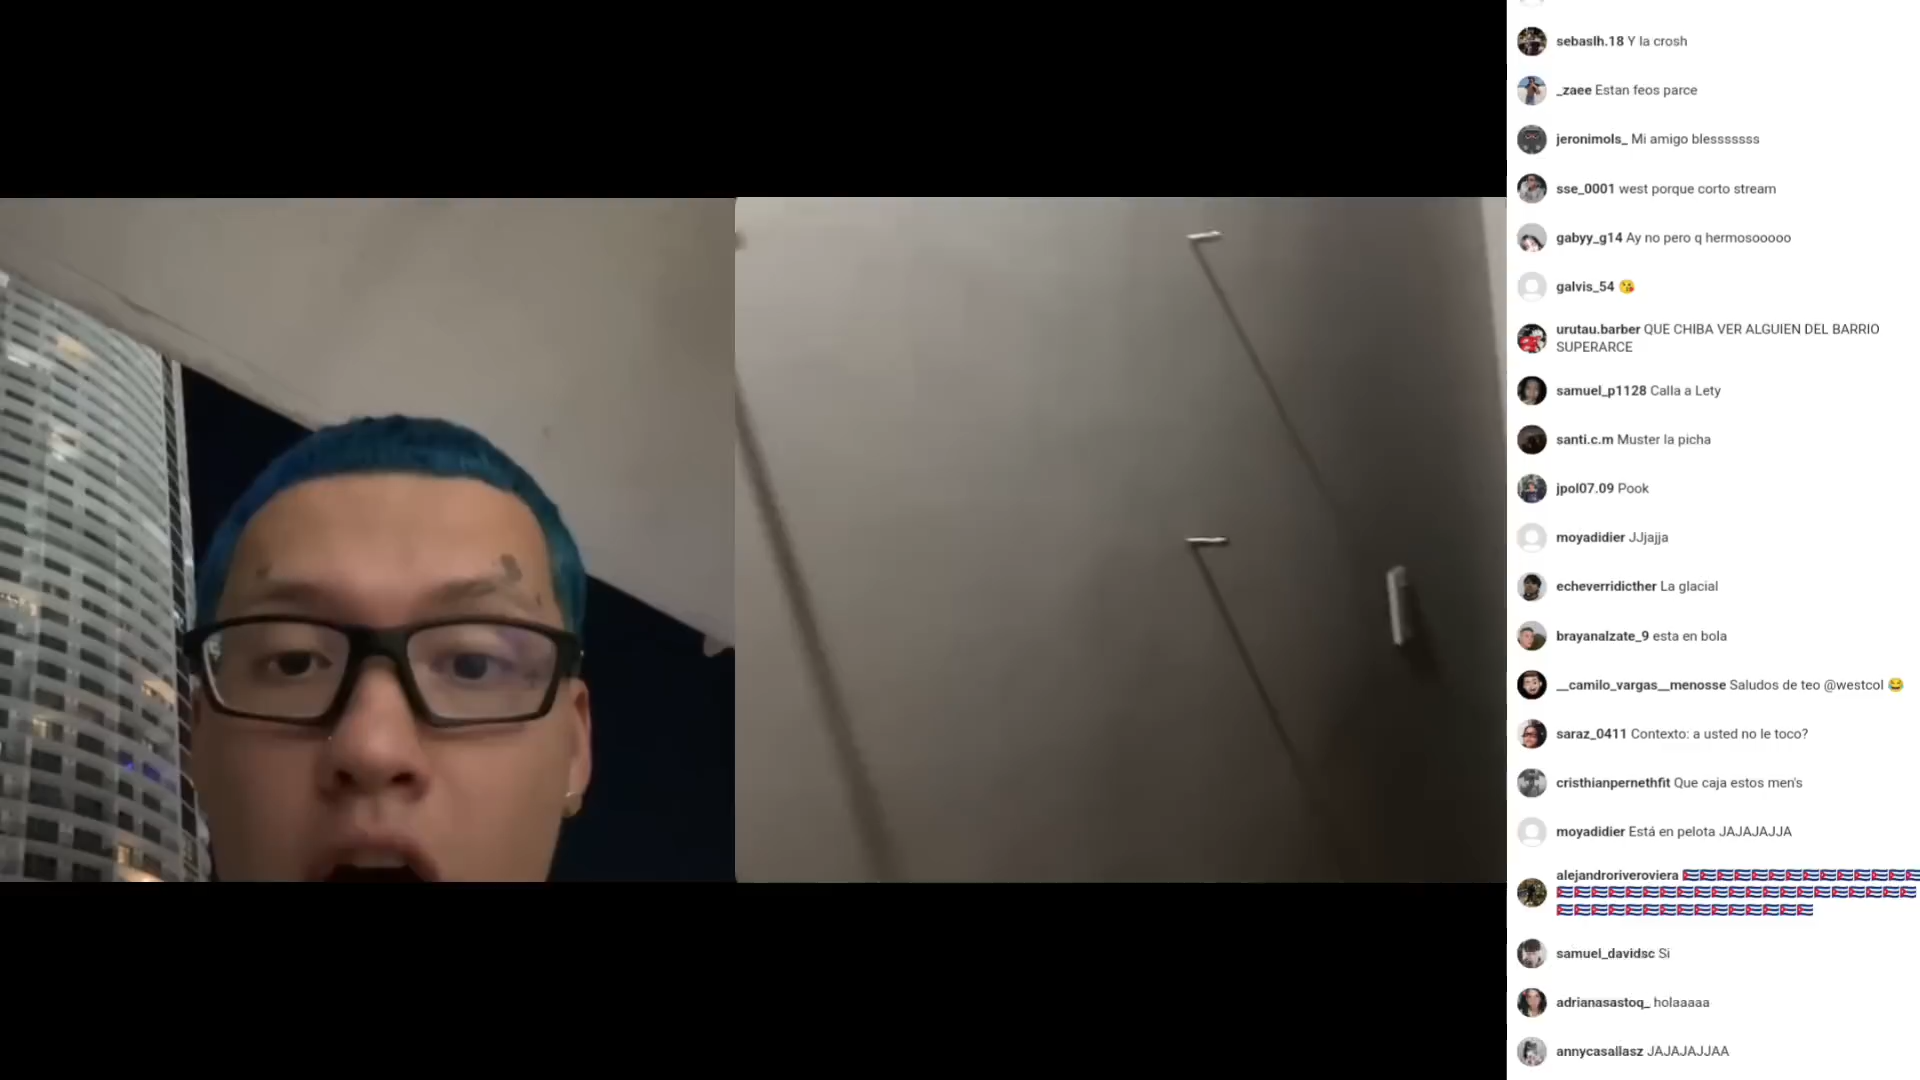 sebaslh.18 Y la crosh
_zaee Estan feos parce
jeronimols_ Mi amigo blesssssss
sse_0001 west porque corto stream
gabyy_g14 Ay no pero q hermosooooo
galvis_54 😘
urutau.barber QUE CHIBA VER ALGUIEN DEL BARRIO
SUPERARCE
samuel_p1128 Calla a Lety
santi.c.m Muster la picha
jpol07.09 Pook
moyadidier JJjajja
echeverridicther La glacial
brayanalzate_9 esta en bola
__camilo_vargas__menosse Saludos de teo @westcol 😂
saraz_0411 Contexto: a usted no le toco?
cristhianpernethfit Que caja estos men's
moyadidier Está en pelota JAJAJAJJA
alejandroriveroviera 🇨🇺🇨🇺🇨🇺🇨🇺🇨🇺🇨🇺🇨🇺🇨🇺🇨🇺🇨🇺🇨🇺🇨🇺🇨🇺🇨🇺
🇨🇺🇨🇺🇨🇺🇨🇺🇨🇺🇨🇺🇨🇺🇨🇺🇨🇺🇨🇺🇨🇺🇨🇺🇨🇺🇨🇺🇨🇺🇨🇺🇨🇺🇨🇺🇨🇺🇨🇺🇨🇺
🇨🇺🇨🇺🇨🇺🇨🇺🇨🇺🇨🇺🇨🇺🇨🇺🇨🇺🇨🇺🇨🇺🇨🇺🇨🇺🇨🇺🇨🇺
samuel_davidsc Si
adrianasastoq_ holaaaaa
annycasallasz JAJAJAJJAA